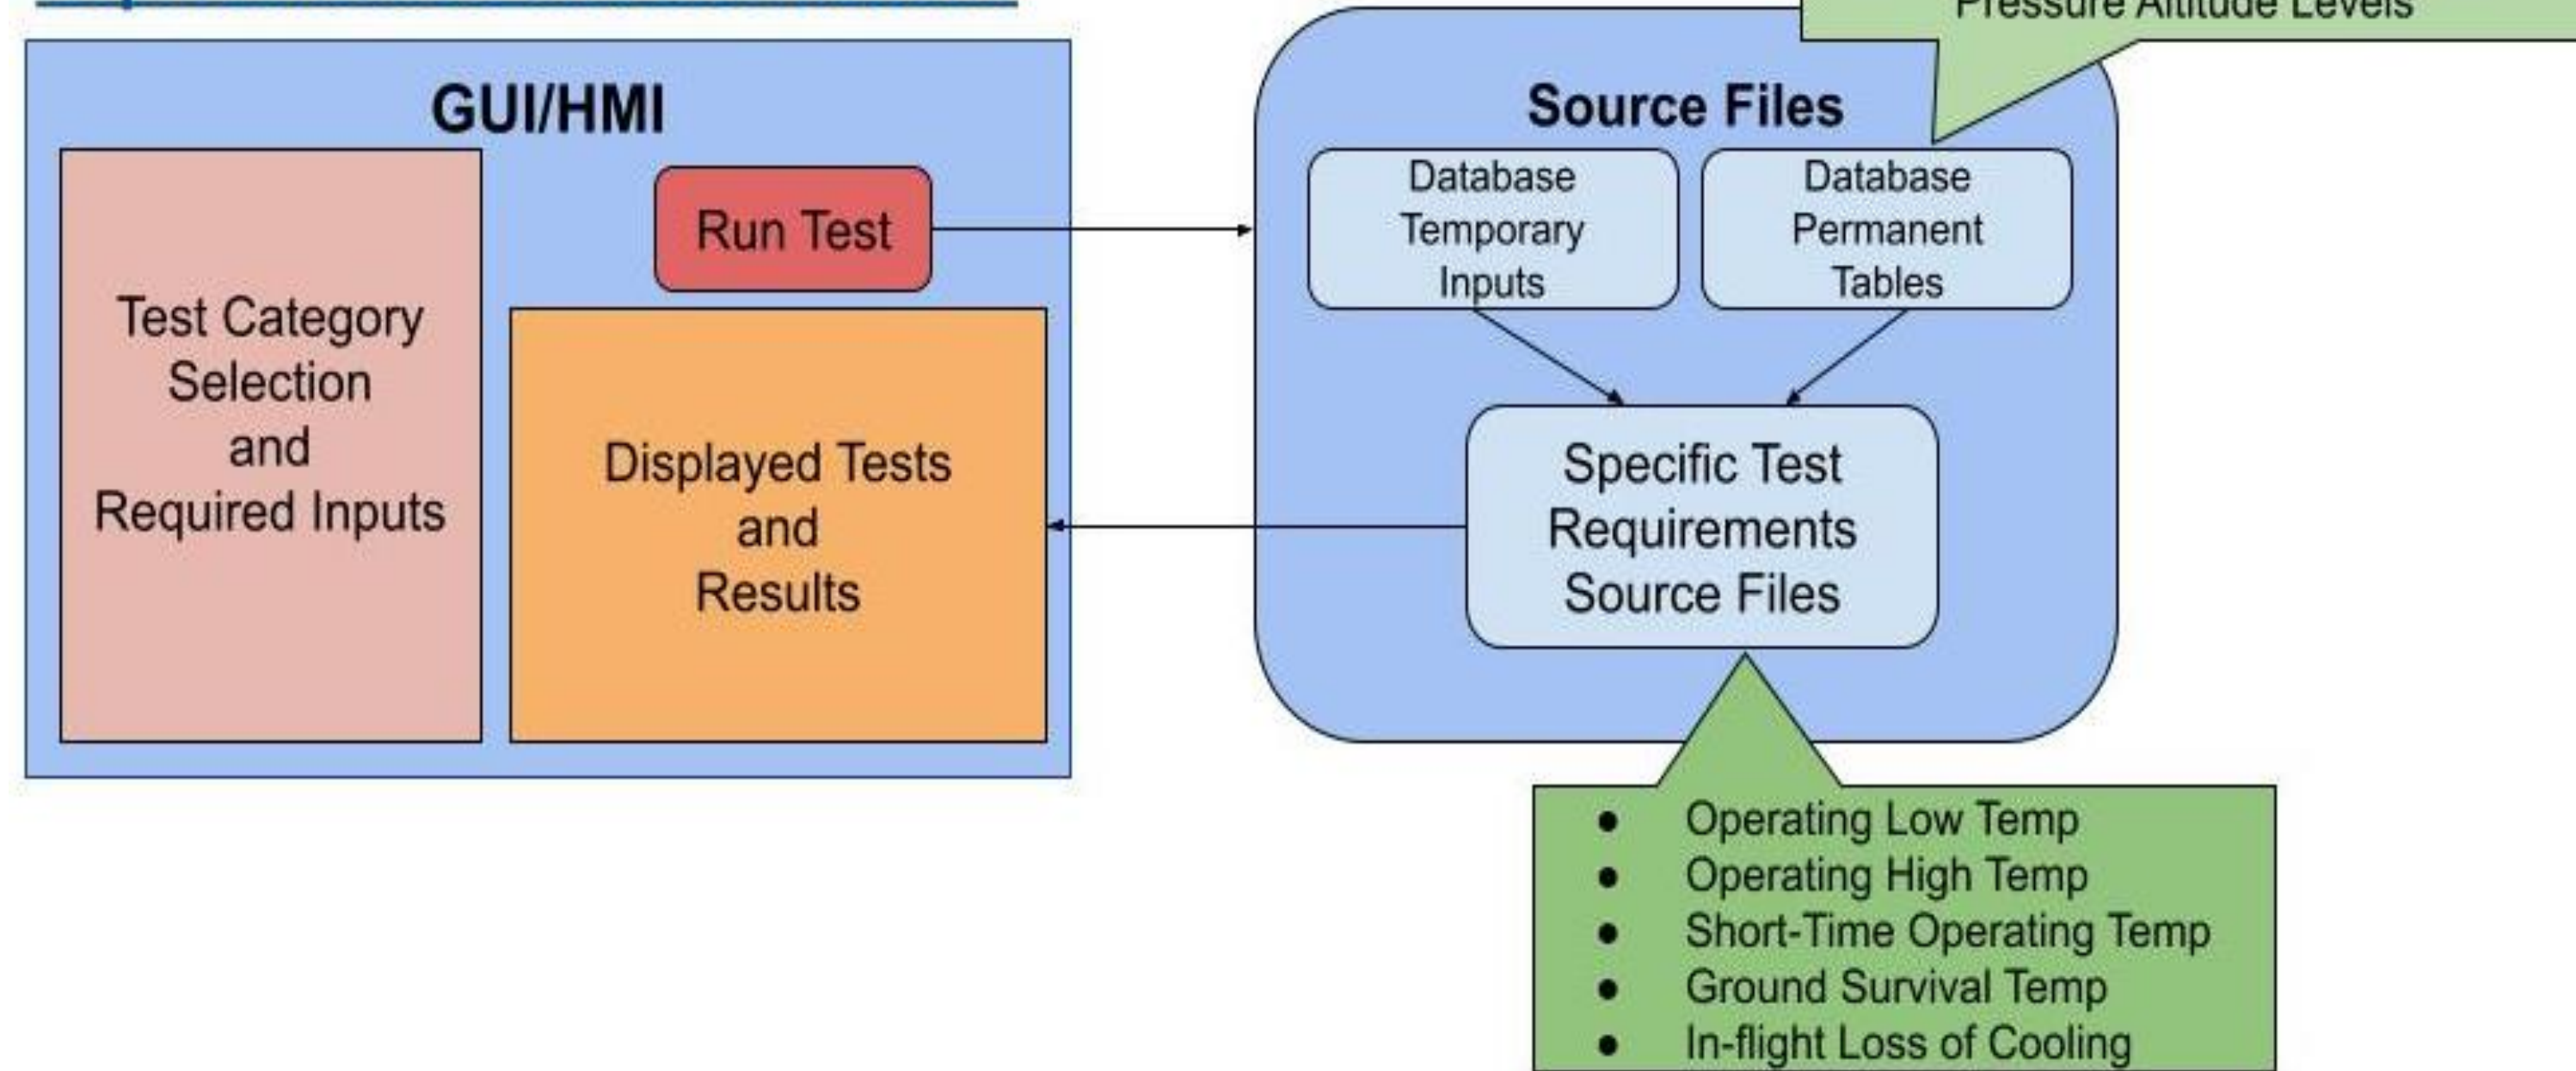 Pressure Altitude Levels
GUI/HMI
Test Category
Selection
and
Required Inputs
Run Test
Displayed Tests
and
Results
Source Files
Database
Temporary
Inputs
Database
Permanent
Tables
Specific Test
Requirements
Source Files
● Operating Low Temp
● Operating High Temp
● Short-Time Operating Temp
● Ground Survival Temp
● In-flight Loss of Cooling